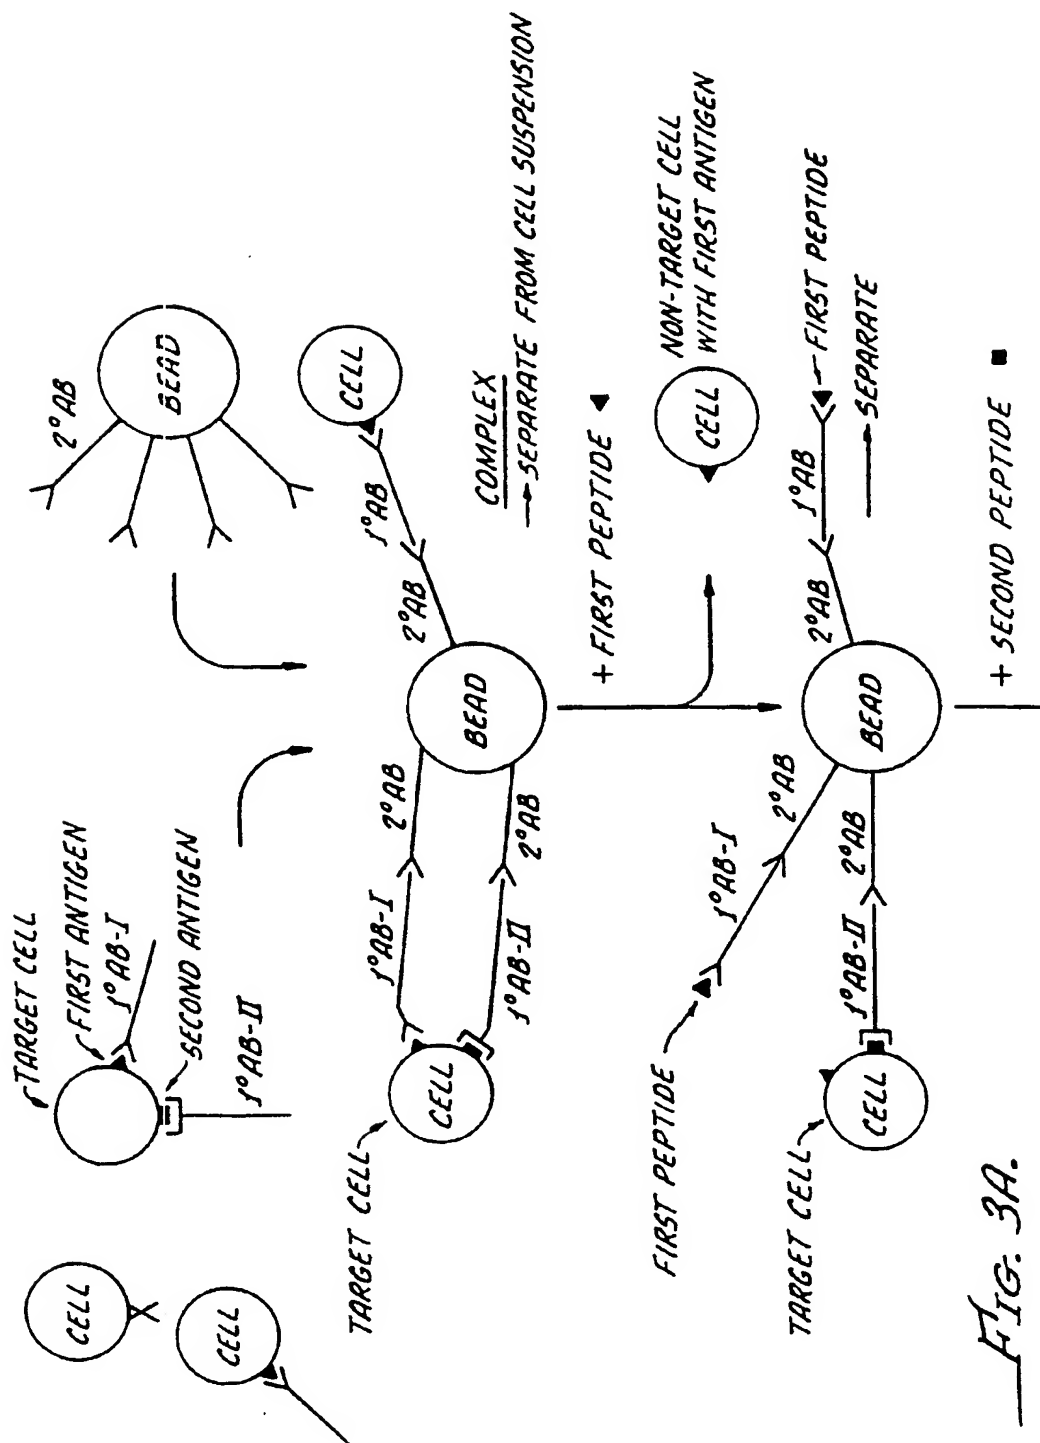 CELL
CELL
TARGET CELL
FIRST ANTIGEN
1°AB-I
SECOND ANTIGEN
1°AB-II
2°AB
BEAD
TARGET CELL
CELL
1°AB-I
2°AB
1°AB-II
2°AB
BEAD
2°AB
1°AB
CELL
COMPLEX
SEPARATE FROM CELL SUSPENSION
+ FIRST PEPTIDE
CELL
NON-TARGET CELL
WITH FIRST ANTIGEN
FIRST PEPTIDE
1°AB-I
2°AB
TARGET CELL
CELL
1°AB-II
2°AB
BEAD
2°AB
1°AB
FIRST PEPTIDE
SEPARATE
+ SECOND PEPTIDE
FIG. 3A.